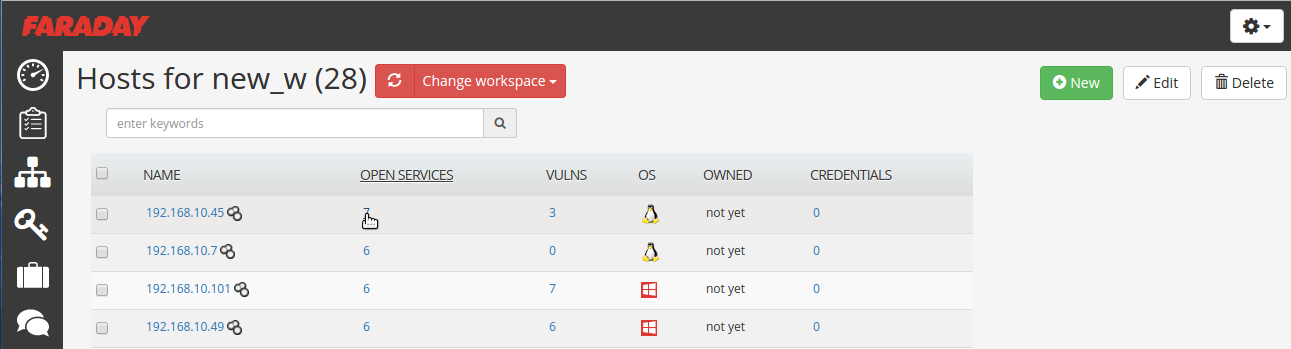 FARADAY
Hosts for new_w (28) Change workspace New Edit Delete
enter keywords
NAME OPEN SERVICES VULNS OS OWNED CREDENTIALS
192.168.10.45 7 3 not yet 0
192.168.10.7 6 0 not yet 0
192.168.10.101 6 7 not yet 0
192.168.10.49 6 6 not yet 0